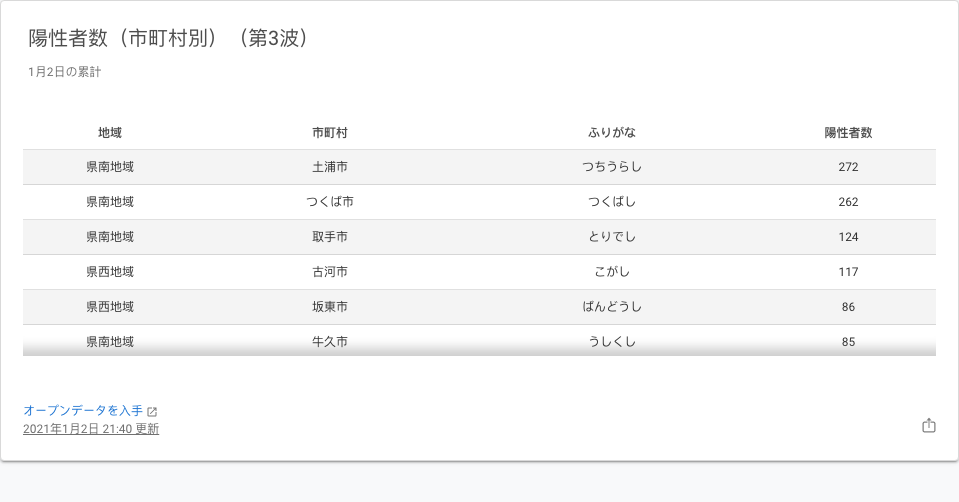 陽性者数（市町村別）（第3波）
1月2日の累計
地域 市町村 ふりがな 陽性者数
県南地域 土浦市 つちうらし 272
県南地域 つくば市 つくばし 262
県南地域 取手市 とりでし 124
県西地域 古河市 こがし 117
県西地域 坂東市 ばんどうし 86
県南地域 牛久市 うしくし 85
オープンデータを入手
2021年1月2日 21:40 更新